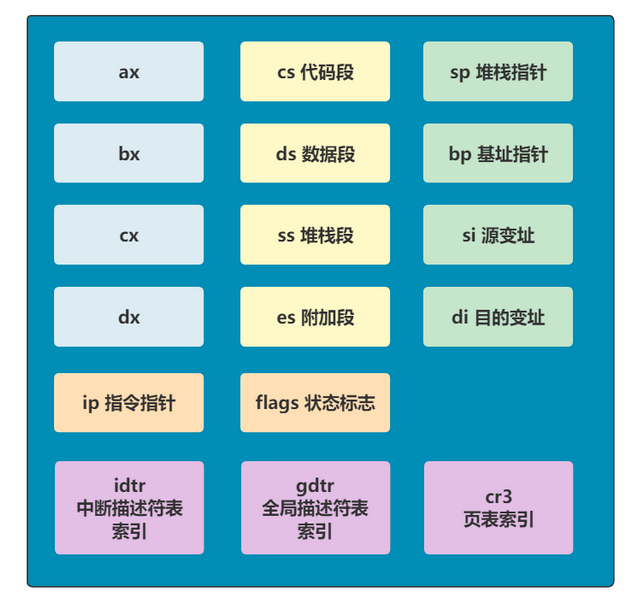 ax
cs 代码段
sp 堆栈指针
bx
ds 数据段
bp 基址指针
cx
ss 堆栈段
si 源变址
dx
es 附加段
di 目的变址
ip 指令指针
flags 状态标志
idtr
中断描述符表
索引
gdtr
全局描述符表
索引
cr3
页表索引